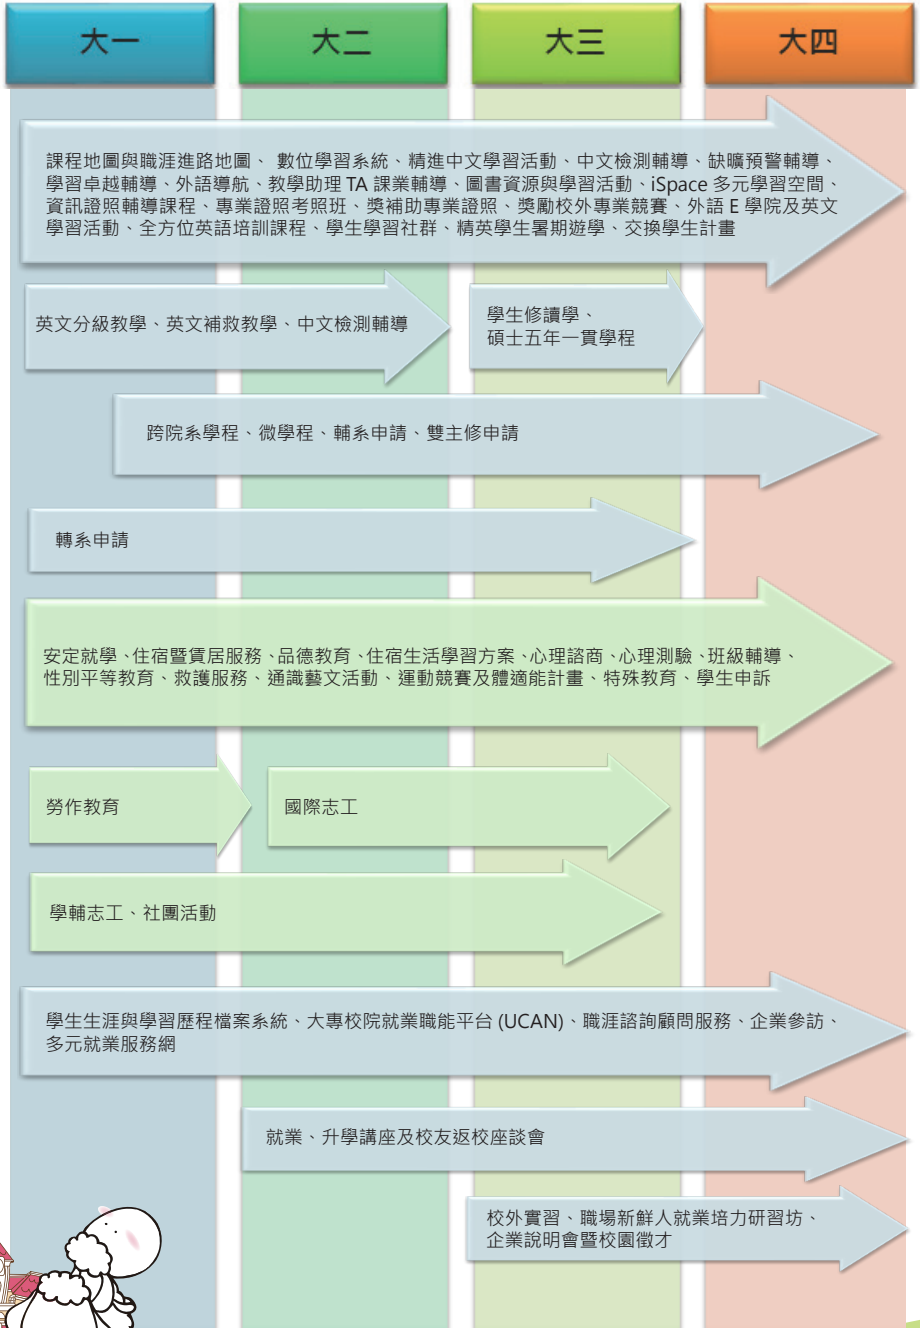 大一
大二
大三
大四
課程地圖與職涯進路地圖、 數位學習系統、精進中文學習活動、中文檢測輔導、缺曠預警輔導、
學習卓越輔導、外語導航、教學助理 TA 課業輔導、圖書資源與學習活動、iSpace 多元學習空間、
資訊證照輔導課程、專業證照考照班、獎補助專業證照、獎勵校外專業競賽、外語 E 學院及英文
學習活動、全方位英語培訓課程、學生學習社群、精英學生暑期遊學、交換學生計畫
英文分級教學、英文補救教學、中文檢測輔導
學生修讀學、
碩士五年一貫學程
跨院系學程、微學程、輔系申請、雙主修申請
轉系申請
安定就學、住宿暨賃居服務、品德教育、住宿生活學習方案、心理諮商、心理測驗、班級輔導、
性別平等教育、救護服務、通識藝文活動、運動競賽及體適能計畫、特殊教育、學生申訴
勞作教育
國際志工
學輔志工、社團活動
學生生涯與學習歷程檔案系統、大專校院就業職能平台 (UCAN)、職涯諮詢顧問服務、企業參訪、
多元就業服務網
就業、升學講座及校友返校座談會
校外實習、職場新鮮人就業培力研習坊、
企業說明會暨校園徵才